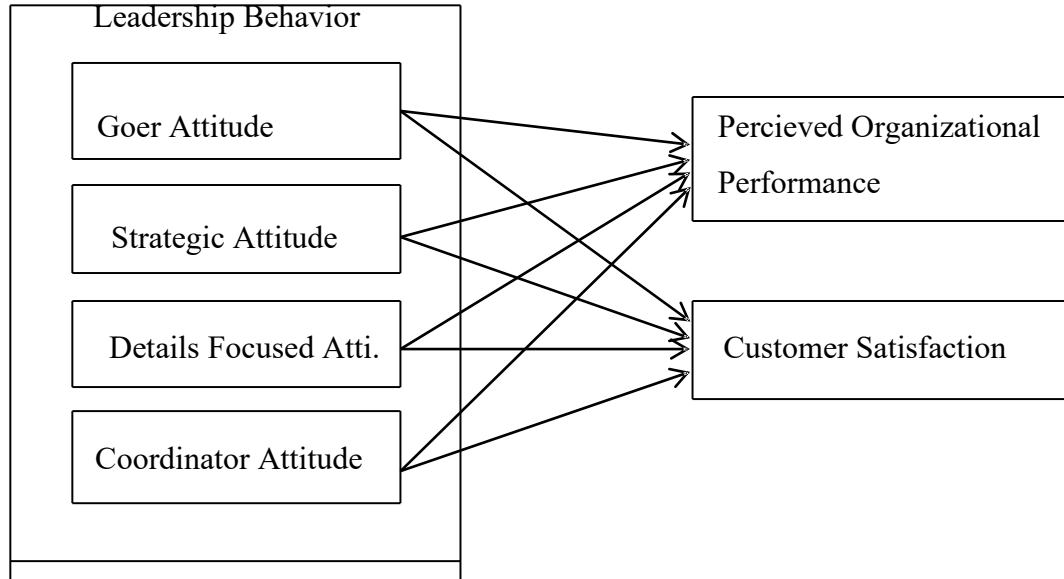 Leadership Behavior
Goer Attitude
Strategic Attitude
Details Focused Atti.
Coordinator Attitude
Percieved Organizational
Performance
Customer Satisfaction